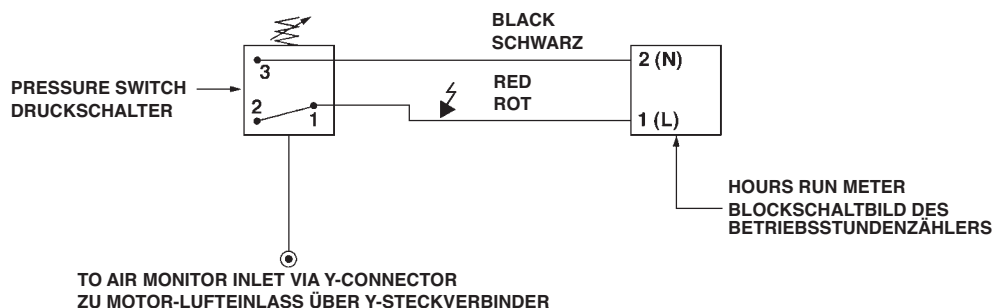 BLACK
SCHWARZ
3
2 (N)
PRESSURE SWITCH
DRUCKSCHALTER
RED
ROT
2
1
1 (L)
HOURS RUN METER
BLOCKSCHALTBILD DES
BETRIEBSSTUNDENZÄHLERS
TO AIR MONITOR INLET VIA Y-CONNECTOR
ZU MOTOR-LUFTEINLASS ÜBER Y-STECKVERBINDER